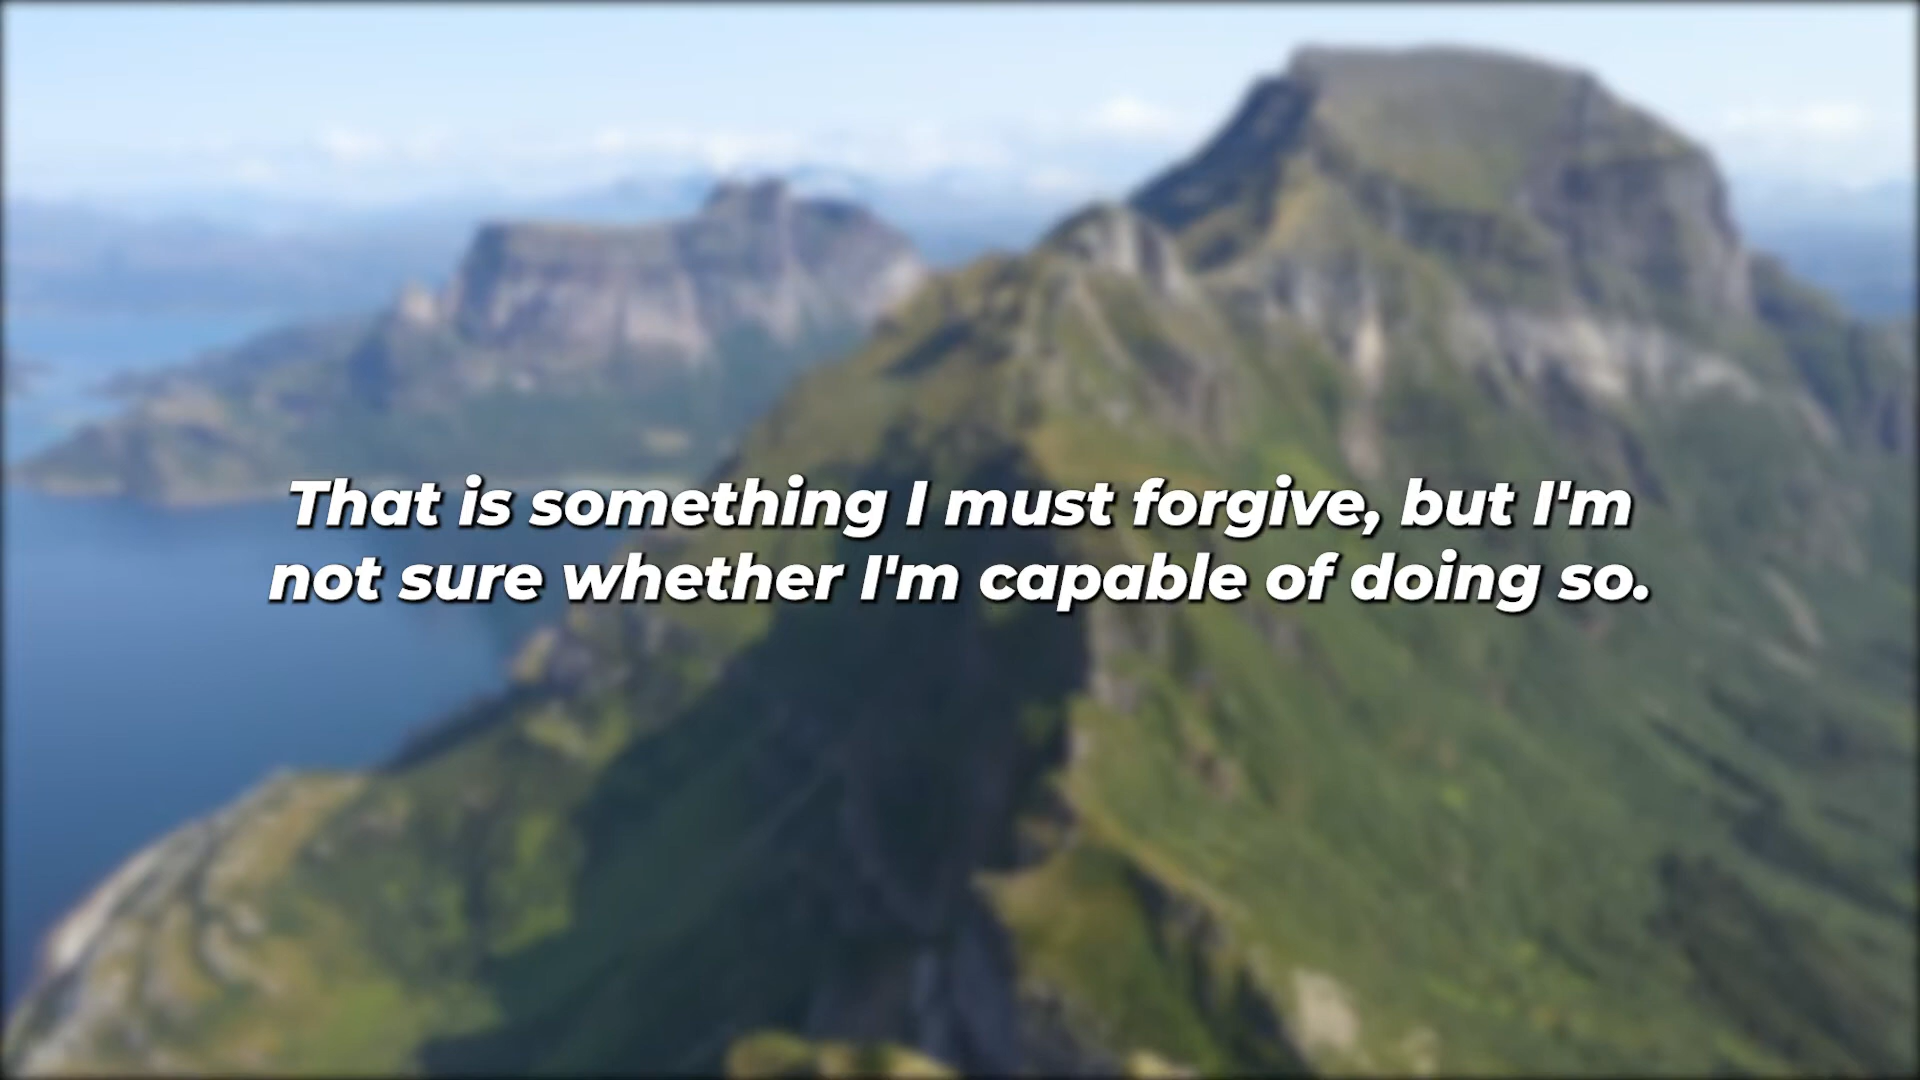 That is something I must forgive, but I'm
not sure whether I'm capable of doing so.